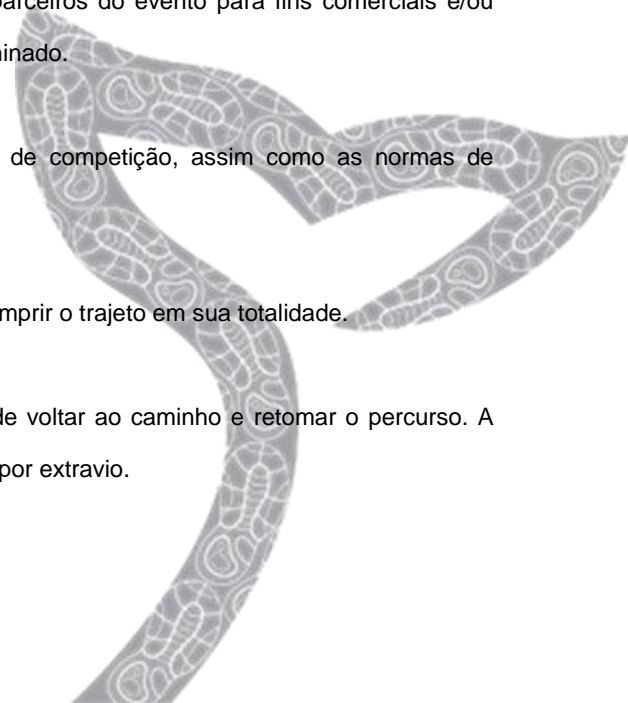 parceiros do evento para fins comerciais e/ou
minado.
de competição, assim como as normas de
mprir o trajeto em sua totalidade.
de voltar ao caminho e retomar o percurso. A
por extravio.